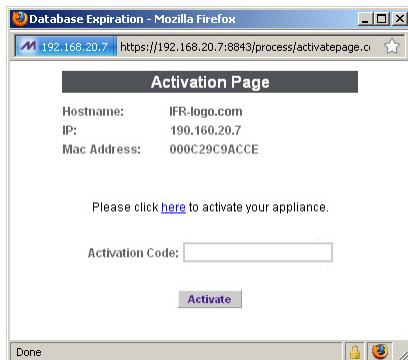 Database Expiration - Mozilla Firefox
192.168.20.7 https://192.168.20.7:8843/process/activatepage.c
Activation Page
Hostname: IFR-logo.com
IP: 190.160.20.7
Mac Address: 000C29C9ACCE
Please click here to activate your appliance.
Activation Code:
Activate
Done